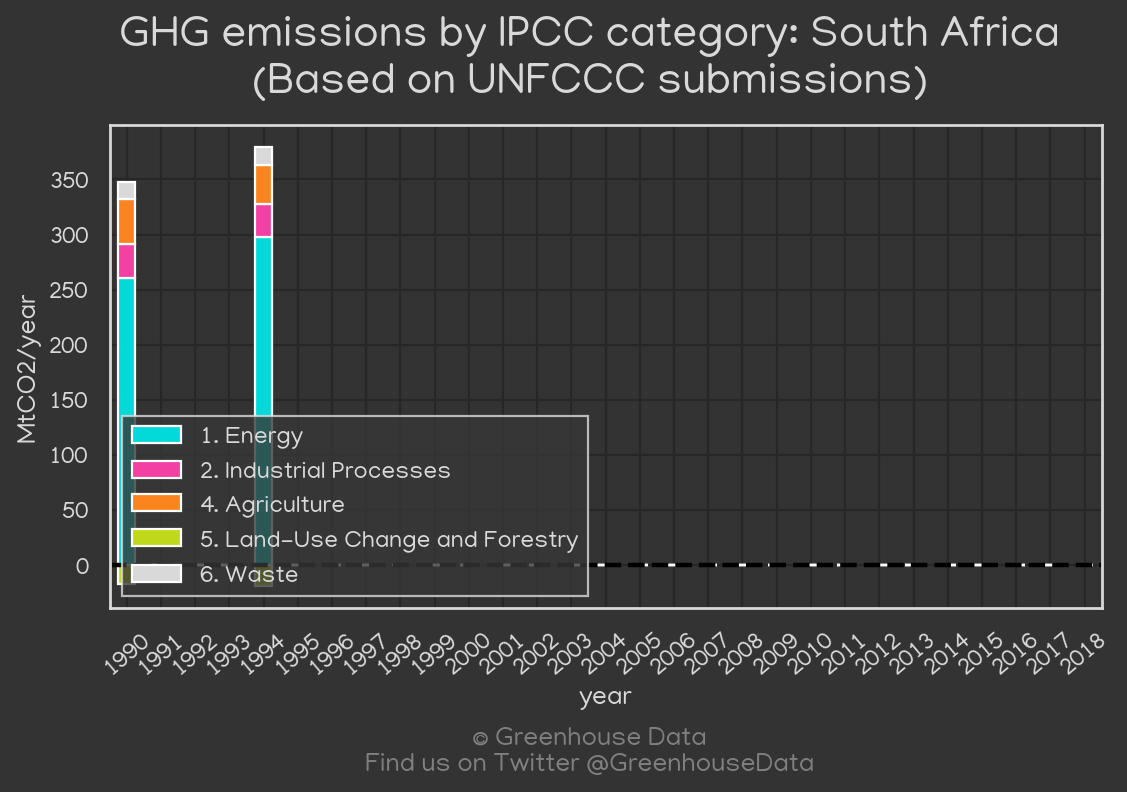 GHG emissions by IPCC category: South Africa
(Based on UNFCCC submissions)
MtCO2/year
350
300
250
200
150
100
50
0
1. Energy
2. Industrial Processes
4. Agriculture
5. Land-Use Change and Forestry
6. Waste
1990 1991 1992 1993 1994 1995 1996 1997 1998 1999 2000 2001 2002 2003 2004 2005 2006 2007 2008 2009 2010 2011 2012 2013 2014 2015 2016 2017 2018
year
© Greenhouse Data
Find us on Twitter @GreenhouseData